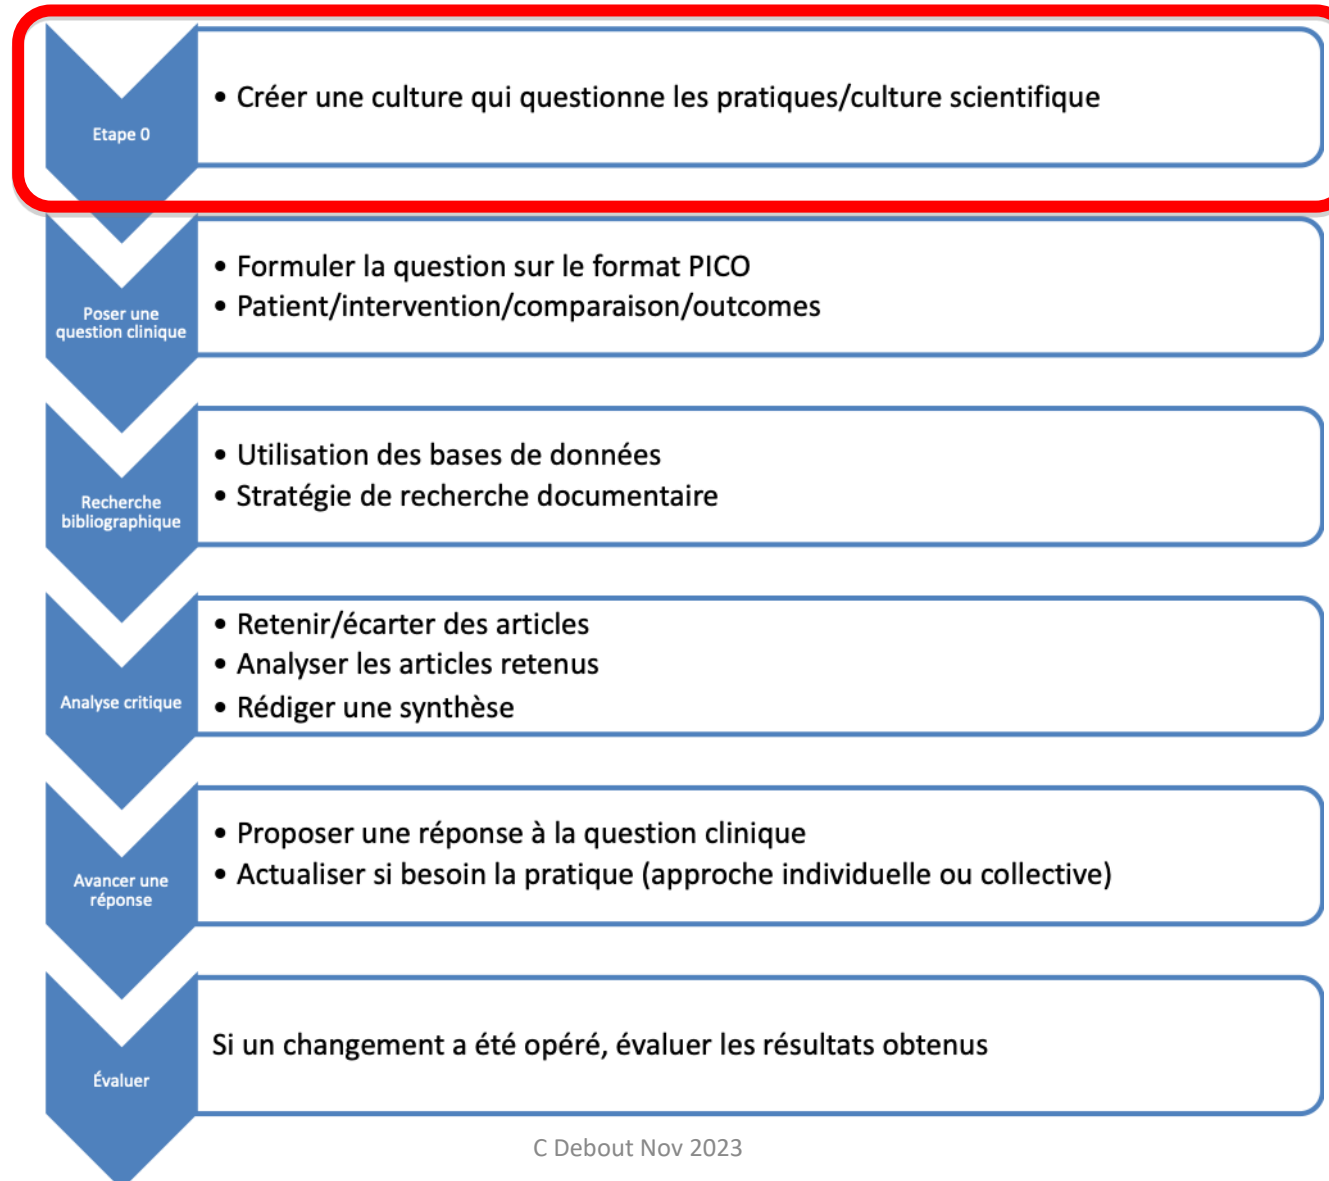 Etape 0
• Créer une culture qui questionne les pratiques/culture scientifique
Poser une
question clinique
• Formuler la question sur le format PICO
• Patient/intervention/comparaison/outcomes
Recherche
bibliographique
• Utilisation des bases de données
• Stratégie de recherche documentaire
Analyse critique
• Retenir/écarter des articles
• Analyser les articles retenus
• Rédiger une synthèse
Avancer une
réponse
• Proposer une réponse à la question clinique
• Actualiser si besoin la pratique (approche individuelle ou collective)
Évaluer
Si un changement a été opéré, évaluer les résultats obtenus
C Debout Nov 2023